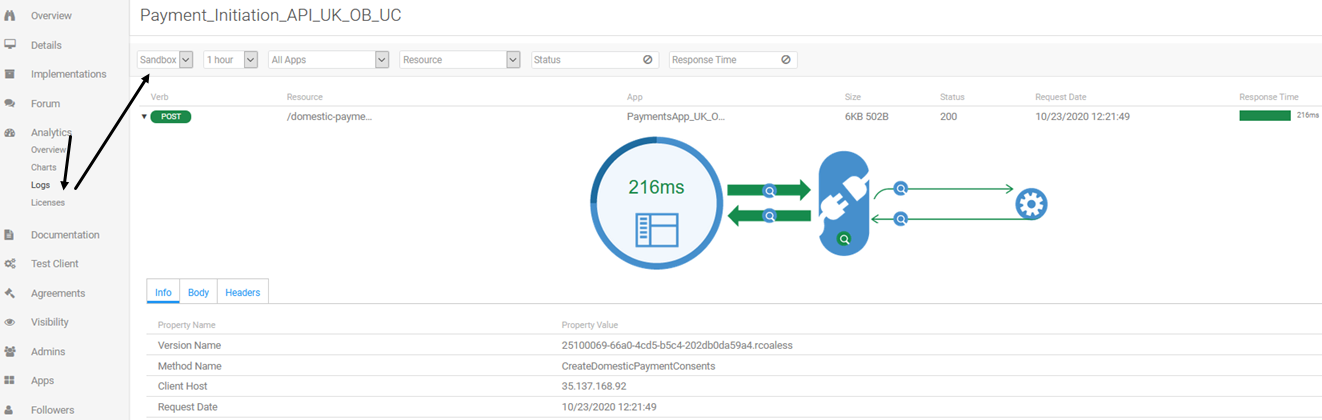 Payment_Initiation_API_UK_OB_UC
Overview
Details
Implementations
Forum
Analytics
Overview
Charts
Logs
Licenses
Documentation
Test Client
Agreements
Visibility
Admins
Apps
Followers
Sandbox 1 hour All Apps Resource Status Response Time
Verb Resource App Size Status Request Date Response Time
POST /domestic-payme... PaymentsApp_UK_O... 6KB 502B 200 10/23/2020 12:21:49 216ms
216ms
Info Body Headers
Property Name Property Value
Version Name 25100069-66a0-4cd5-b5c4-202db0da59a4.rcoaless
Method Name CreateDomesticPaymentConsents
Client Host 35.137.168.92
Request Date 10/23/2020 12:21:49